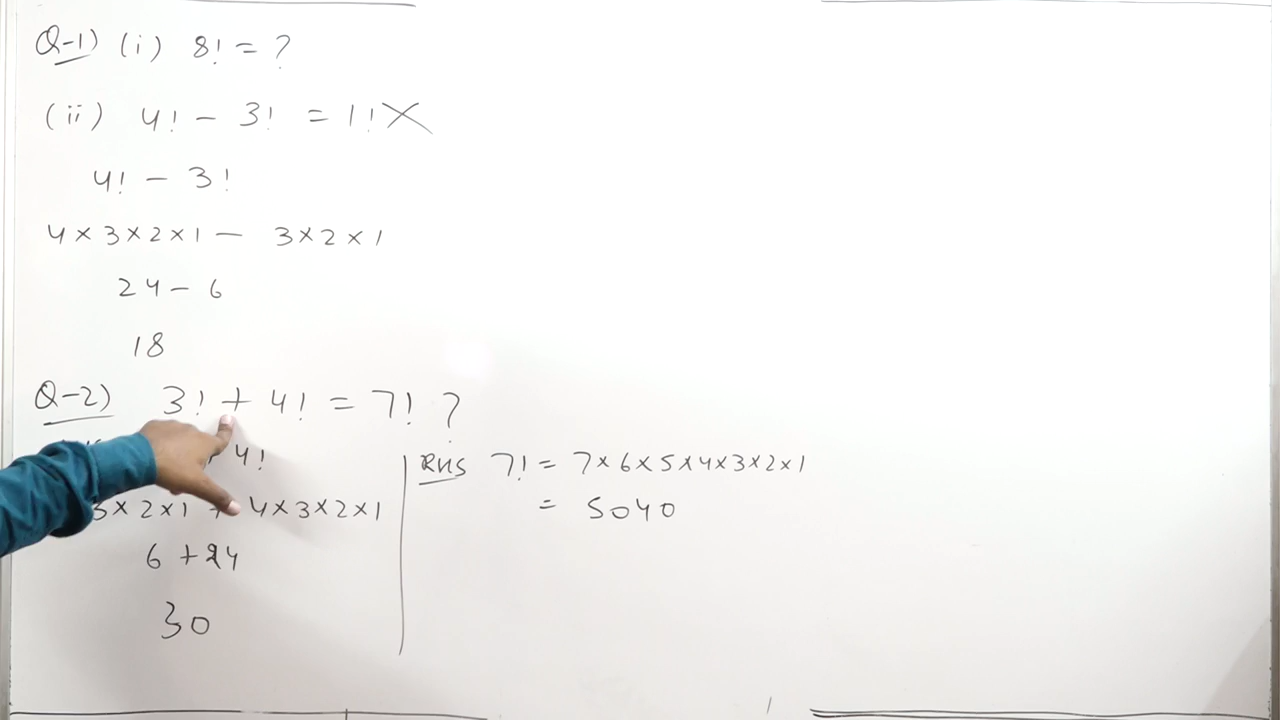 Q-1) (i) 8! = ?
(ii) 4! - 3! = 1! X
4! - 3!
4 × 3 × 2 × 1 - 3 × 2 × 1
24 - 6
18
Q-2) 3! + 4! = 7! ?
4!
3 × 2 × 1 + 4 × 3 × 2 × 1
6 + 24
30
RHS 7! = 7 × 6 × 5 × 4 × 3 × 2 × 1
= 5040